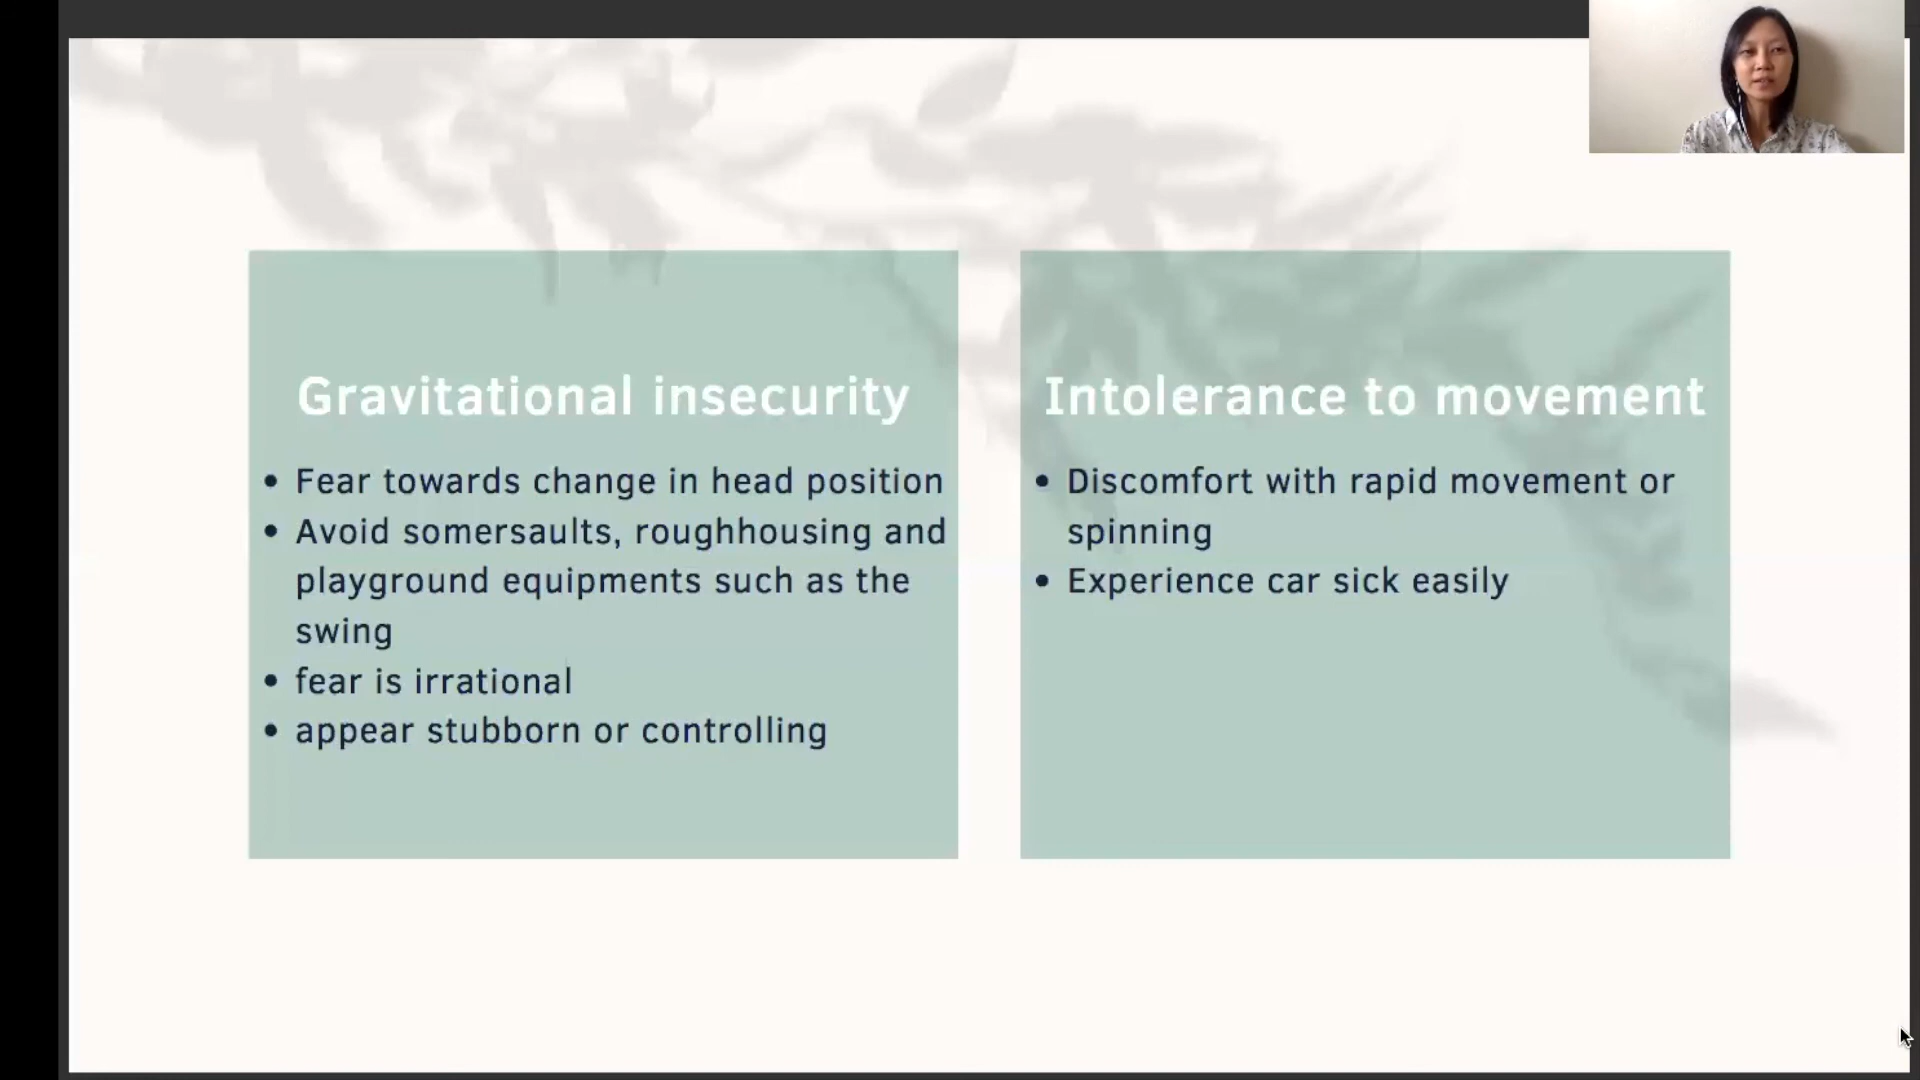 Gravitational insecurity
• Fear towards change in head position
• Avoid somersaults, roughhousing and
playground equipments such as the
swing
• fear is irrational
• appear stubborn or controlling
Intolerance to movement
• Discomfort with rapid movement or
spinning
• Experience car sick easily